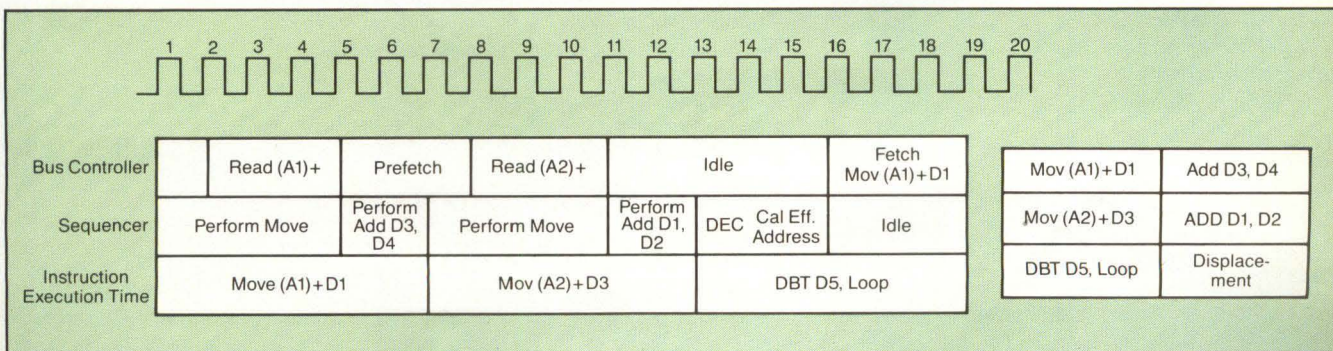 1 2 3 4 5 6 7 8 9 10 11 12 13 14 15 16 17 18 19 20
Bus Controller
Read (A1)+
Prefetch
Read (A2)+
Idle
Fetch
Mov (A1)+D1
Sequencer
Perform Move
Perform
Add D3,
D4
Perform Move
Perform
Add D1,
D2
DEC
Cal Eff.
Address
Idle
Instruction
Execution Time
Move (A1)+D1
Mov (A2)+D3
DBT D5, Loop
Mov (A1)+D1
Add D3, D4
Mov (A2)+D3
ADD D1, D2
DBT D5, Loop
Displace-
ment